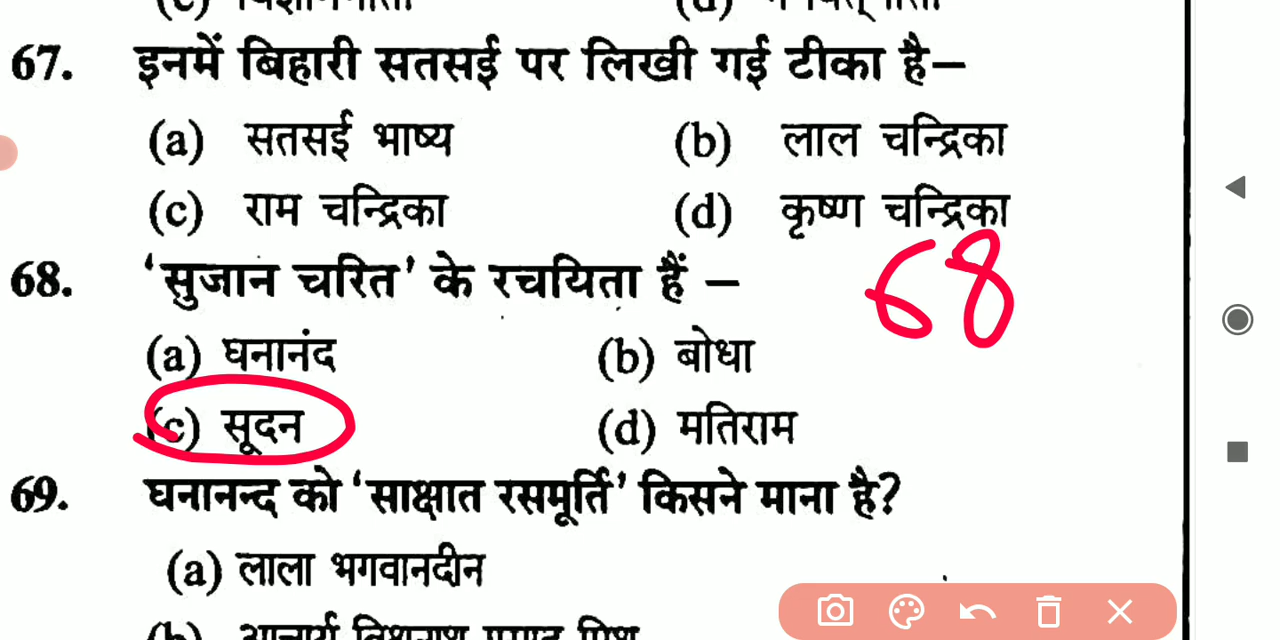 67. इनमें बिहारी सतसई पर लिखी गई टीका है–
(a) सतसई भाष्य (b) लाल चन्द्रिका
(c) राम चन्द्रिका (d) कृष्ण चन्द्रिका
68. 'सुजान चरित' के रचयिता हैं –
68
(a) घनानंद (b) बोधा
(c) सूदन (d) मतिराम
69. घनानन्द को 'साक्षात रसमूर्ति' किसने माना है?
(a) लाला भगवानदीन